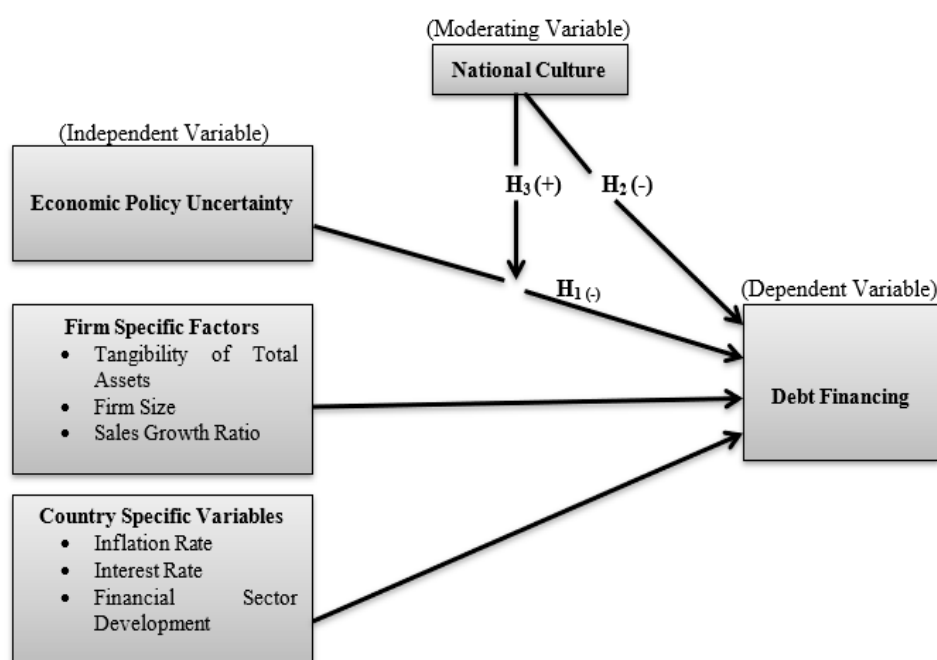 (Moderating Variable)
National Culture
(Independent Variable)
Economic Policy Uncertainty
H3 (+)
H2 (-)
H1 (-)
(Dependent Variable)
Debt Financing
Firm Specific Factors
• Tangibility of Total
Assets
• Firm Size
• Sales Growth Ratio
Country Specific Variables
• Inflation Rate
• Interest Rate
• Financial Sector
Development